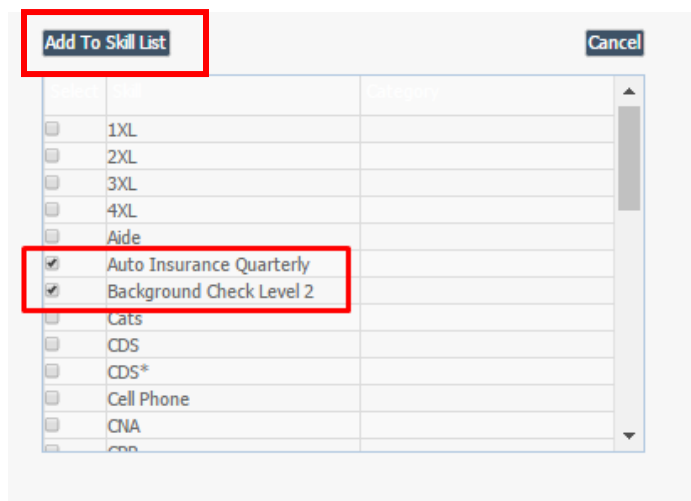 Add To Skill List Cancel
Select Skill Category
1XL
2XL
3XL
4XL
Aide
Auto Insurance Quarterly
Background Check Level 2
Cats
CDS
CDS*
Cell Phone
CNA
CPR